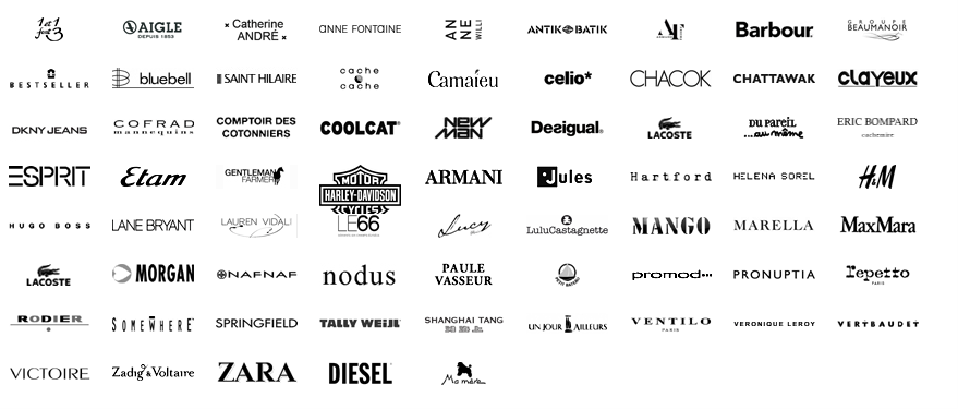 1 et 1 font 3
AIGLE
DEPUIS 1853
Catherine
ANDRÉ
ANNE FONTAINE
ANNE WILLI
ANTIK BATIK
AF
Barbour
GROUPE
BEAUMANOIR
BESTSELLER
bluebell
SAINT HILAIRE
cache
cache
Camaïeu
celio*
CHACOK
CHATTAWAK
clayeux
DKNY JEANS
COFRAD
mannequins
COMPTOIR DES
COTONNIERS
COOLCAT
NEW
MAN
Desigual
LACOSTE
DU PAREIL
...au même
ERIC BOMPARD
cachemire
ESPRIT
Etam
GENTLEMAN
FARMER
MOTOR
HARLEY-DAVIDSON
CYCLES
ARMANI
Jules
Hartford
HELENA SOREL
H&M
HUGO BOSS
LANE BRYANT
LAUREN VIDAL
LE66
Lucy
LuluCastagnette
MANGO
MARELLA
MaxMara
LACOSTE
MORGAN
NAFNAF
nodus
PAULE
VASSEUR
PETIT BATEAU
promod
PRONUPTIA
repetto
PARIS
RODIER
SOMEWHERE
SPRINGFIELD
TALLY WEIJL
SHANGHAI TANG
UN JOUR AILLEURS
VENTILO
PARIS
VERONIQUE LEROY
VERTBAUDET
VICTOIRE
Zadig & Voltaire
ZARA
DIESEL
Mo méra